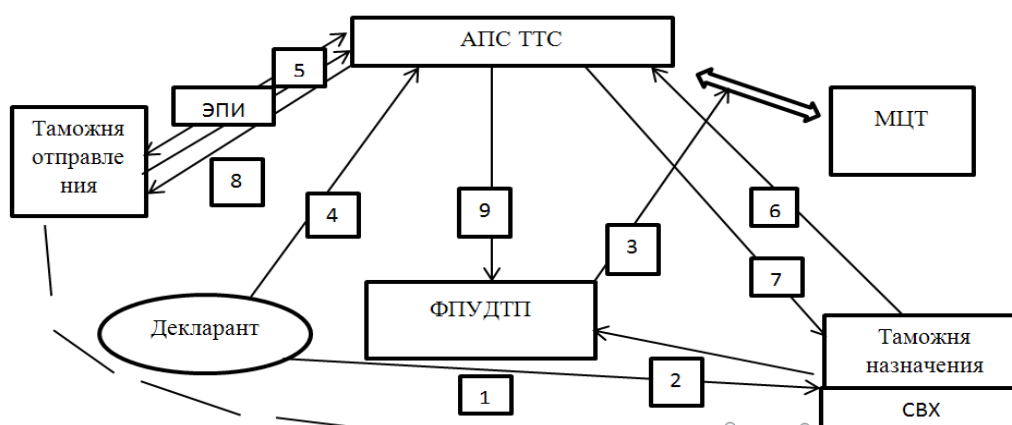 АПС ТТС
5
ЭПИ
МЦТ
Таможня
отправле
ния
8
4
9
3
6
7
ФПУДТП
Декларант
Таможня
назначения
2
1
СВХ